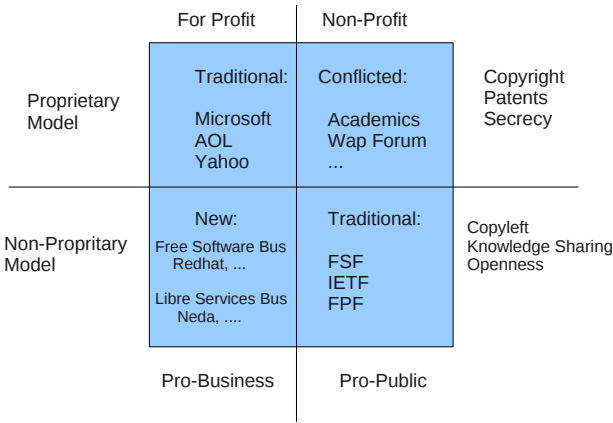 For Profit
Non-Profit
Proprietary
Model
Traditional:
Microsoft
AOL
Yahoo
Conflicted:
Academics
Wap Forum
...
Copyright
Patents
Secrecy
Non-Propritary
Model
New:
Free Software Bus
Redhat, ...
Libre Services Bus
Neda, ....
Traditional:
FSF
IETF
FPF
Copyleft
Knowledge Sharing
Openness
Pro-Business
Pro-Public